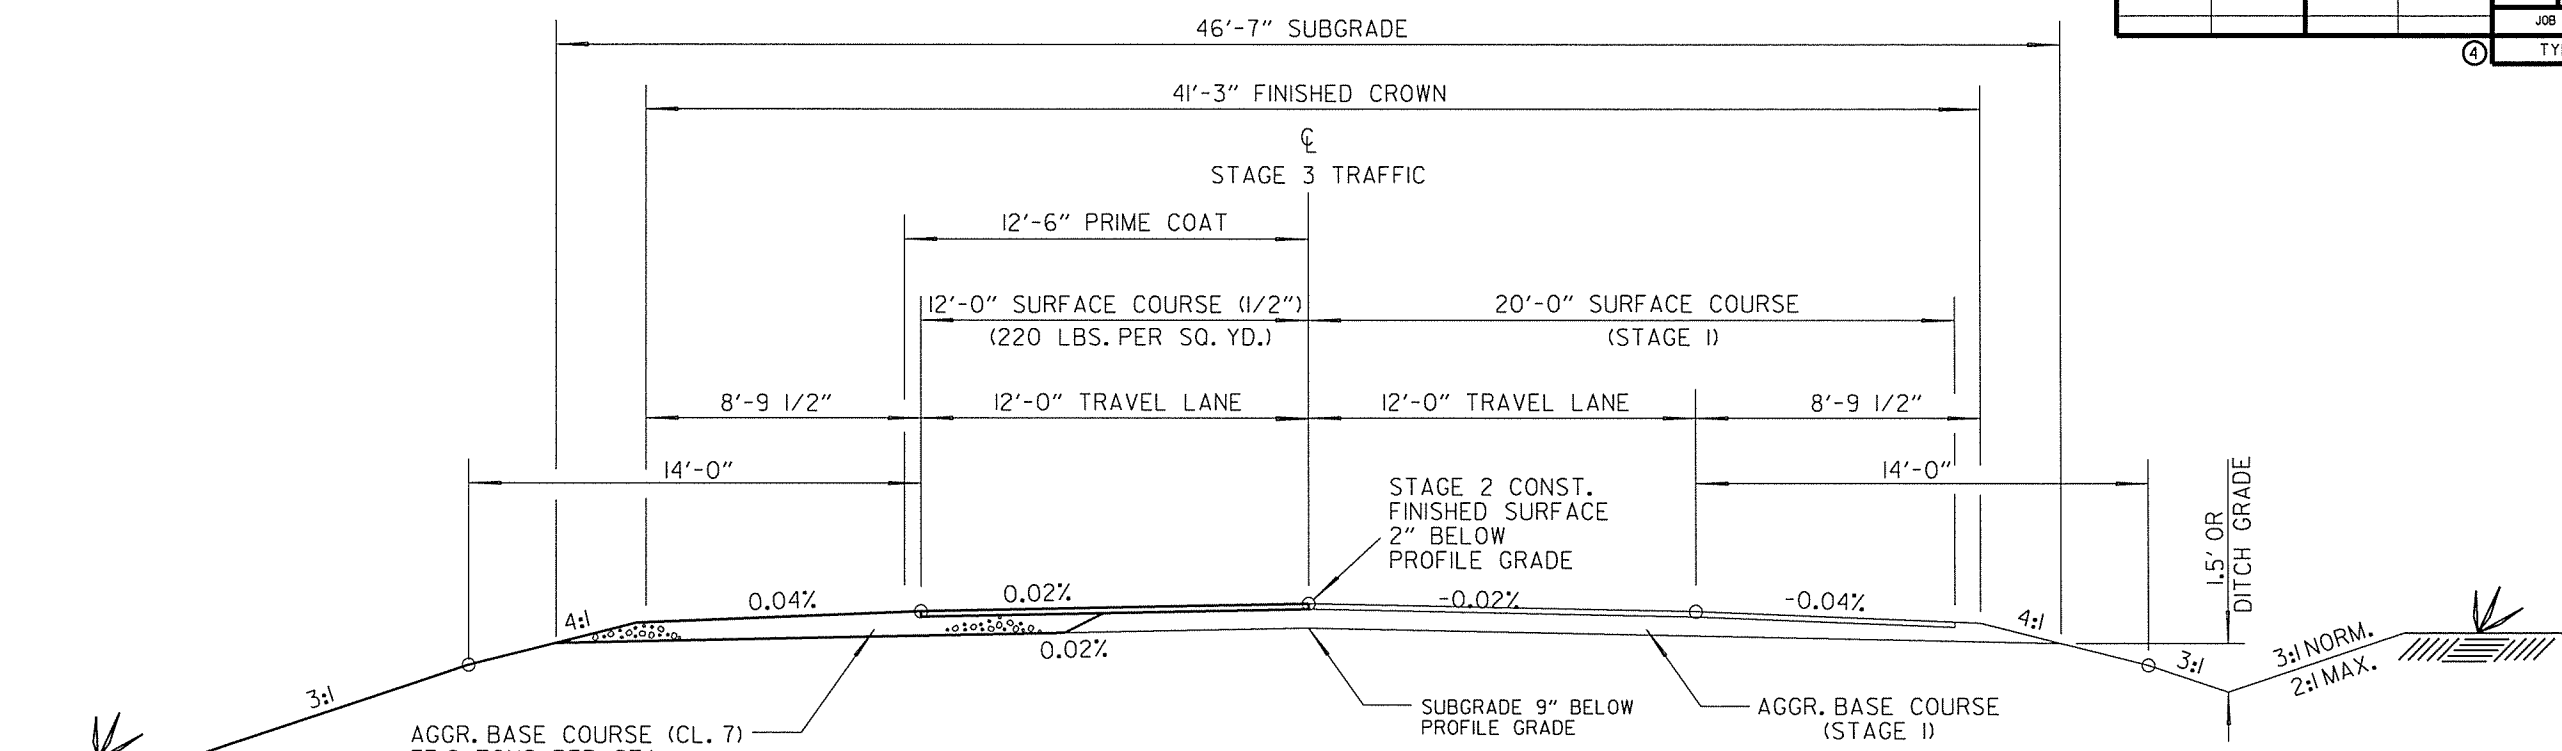 46'-7" SUBGRADE
JOB
④
41'-3" FINISHED CROWN
℄
STAGE 3 TRAFFIC
12'-6" PRIME COAT
12'-0" SURFACE COURSE (1/2")
(220 LBS. PER SQ. YD.)
20'-0" SURFACE COURSE
(STAGE 1)
8'-9 1/2"
12'-0" TRAVEL LANE
12'-0" TRAVEL LANE
8'-9 1/2"
14'-0"
14'-0"
STAGE 2 CONST.
FINISHED SURFACE
2" BELOW
PROFILE GRADE
1.5' OR
DITCH GRADE
4:1
0.04%
0.02%
-0.02%
-0.04%
4:1
0.02%
3:1
3:1
3:1 NORM.
2:1 MAX.
SUBGRADE 9" BELOW
PROFILE GRADE
AGGR. BASE COURSE
(STAGE 1)
AGGR. BASE COURSE (CL. 7)